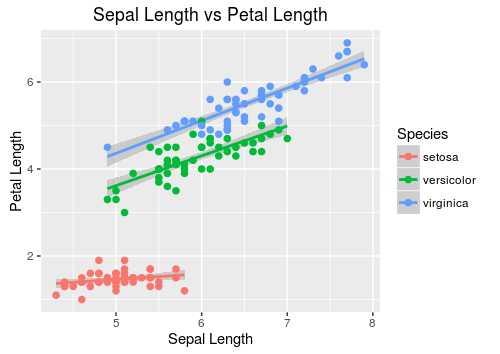 Sepal Length vs Petal Length
Petal Length
6
4
2
5
6
7
8
Sepal Length
Species
setosa
versicolor
virginica